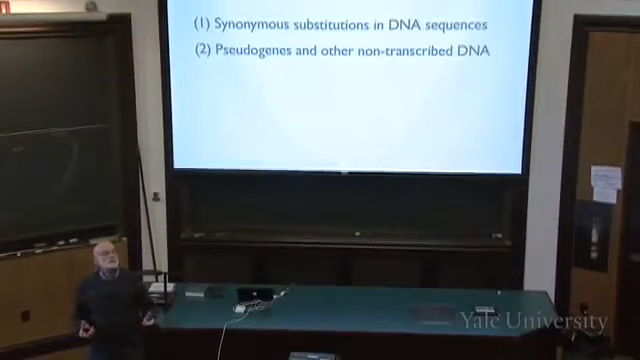 (1) Synonymous substitutions in DNA sequences
(2) Pseudogenes and other non-transcribed DNA
Yale University